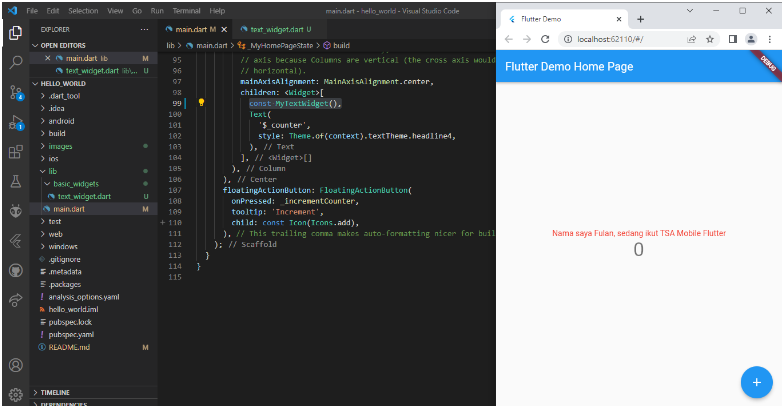 File Edit Selection View Go Run Terminal Help
main.dart - hello_world - Visual Studio Code
EXPLORER
OPEN EDITORS
main.dart lib M
text_widget.dart lib\... U
HELLO_WORLD
.dart_tool
.idea
android
build
images
ios
lib
basic_widgets
text_widget.dart U
main.dart M
test
web
windows
.gitignore
.metadata
.packages
analysis_options.yaml
hello_world.iml
pubspec.lock
pubspec.yaml
README.md M
TIMELINE
DEPENDENCIES
4
1
main.dart M
text_widget.dart U
lib > main.dart > _MyHomePageState > build
95 // axis because Columns are vertical (the cross axis would
96 // horizontal).
97 mainAxisAlignment: MainAxisAlignment.center,
98 children: <Widget>[
99 const MyTextWidget(),
100 Text(
101 '$_counter',
102 style: Theme.of(context).textTheme.headline4,
103 ), // Text
104 ], // <Widget>[]
105 ), // Column
106 ), // Center
107 floatingActionButton: FloatingActionButton(
108 onPressed: _incrementCounter,
109 tooltip: 'Increment',
110 child: const Icon(Icons.add),
111 ), // This trailing comma makes auto-formatting nicer for buil
112 ); // Scaffold
113 }
114 }
115
Flutter Demo
localhost:62110/#/
Flutter Demo Home Page
DEBUG
Nama saya Fulan, sedang ikut TSA Mobile Flutter
0
+